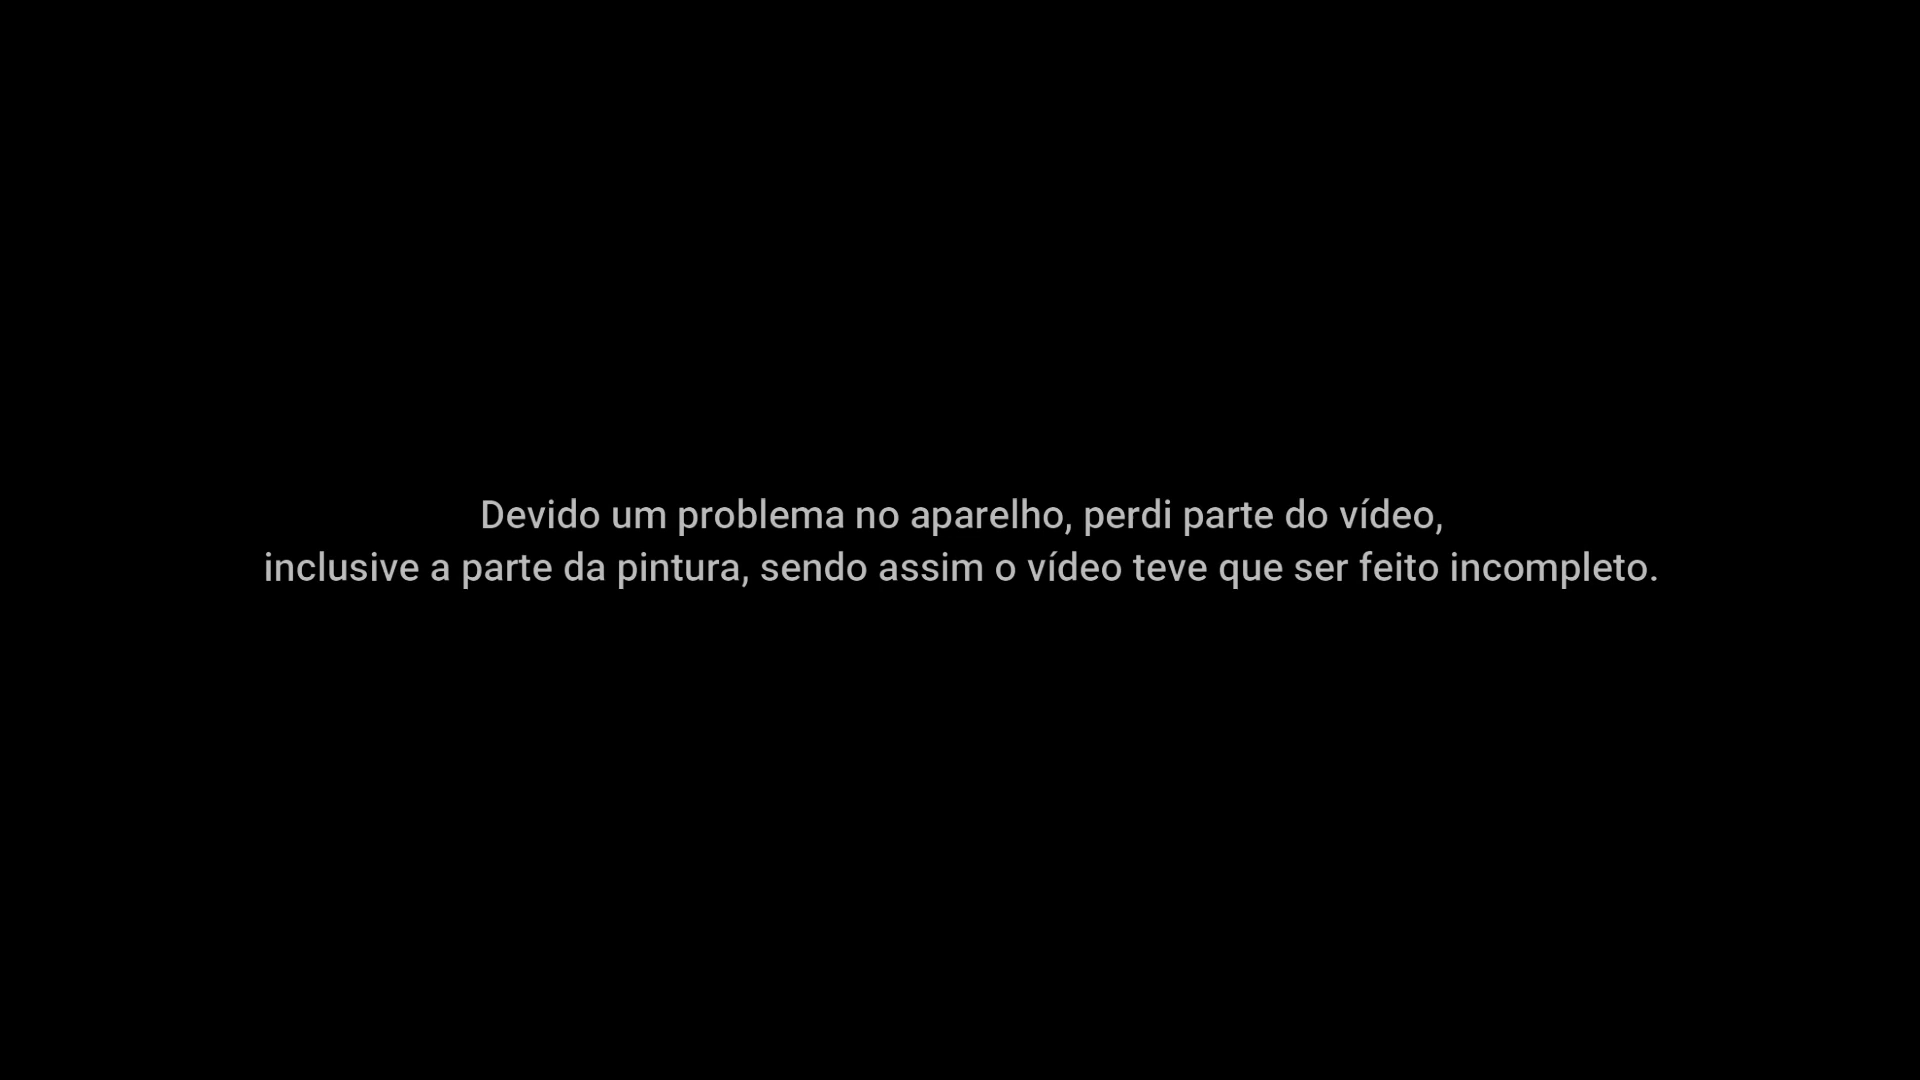 Devido um problema no aparelho, perdi parte do vídeo,
inclusive a parte da pintura, sendo assim o vídeo teve que ser feito incompleto.